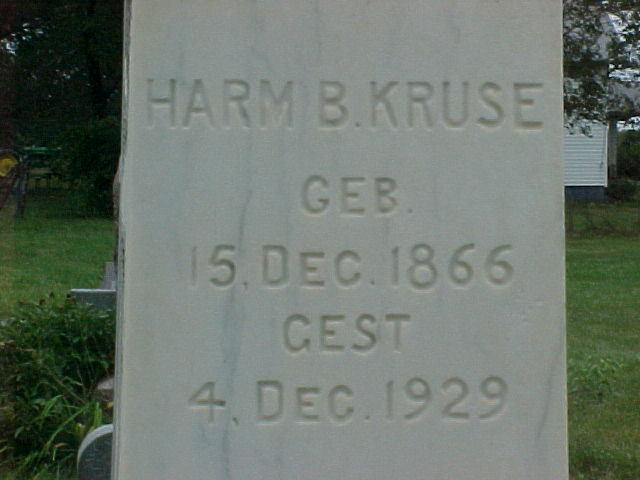 HARM B. KRUSE
GEB.
15. DEC. 1866
GEST
4. DEC. 1929